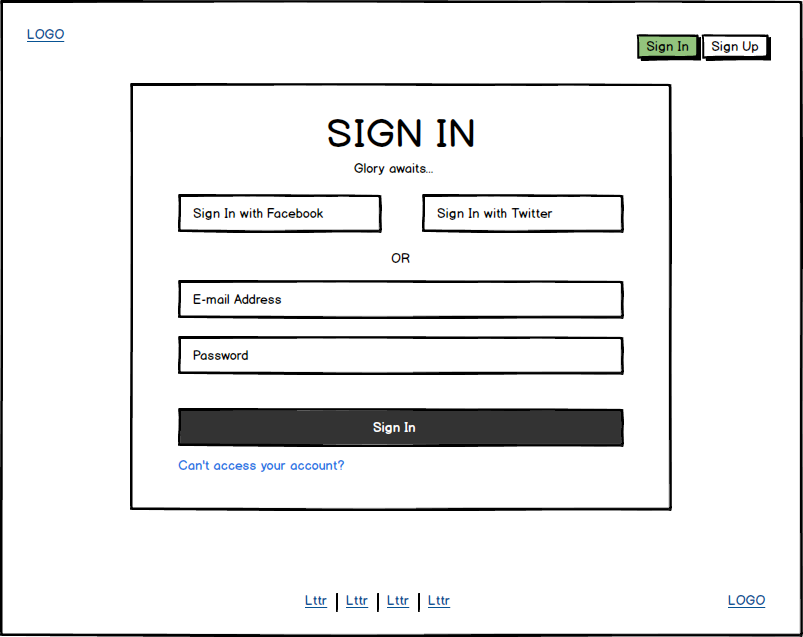 LOGO
Sign In Sign Up
SIGN IN
Glory awaits...
Sign In with Facebook Sign In with Twitter
OR
E-mail Address
Password
Sign In
Can't access your account?
Lttr | Lttr | Lttr | Lttr
LOGO